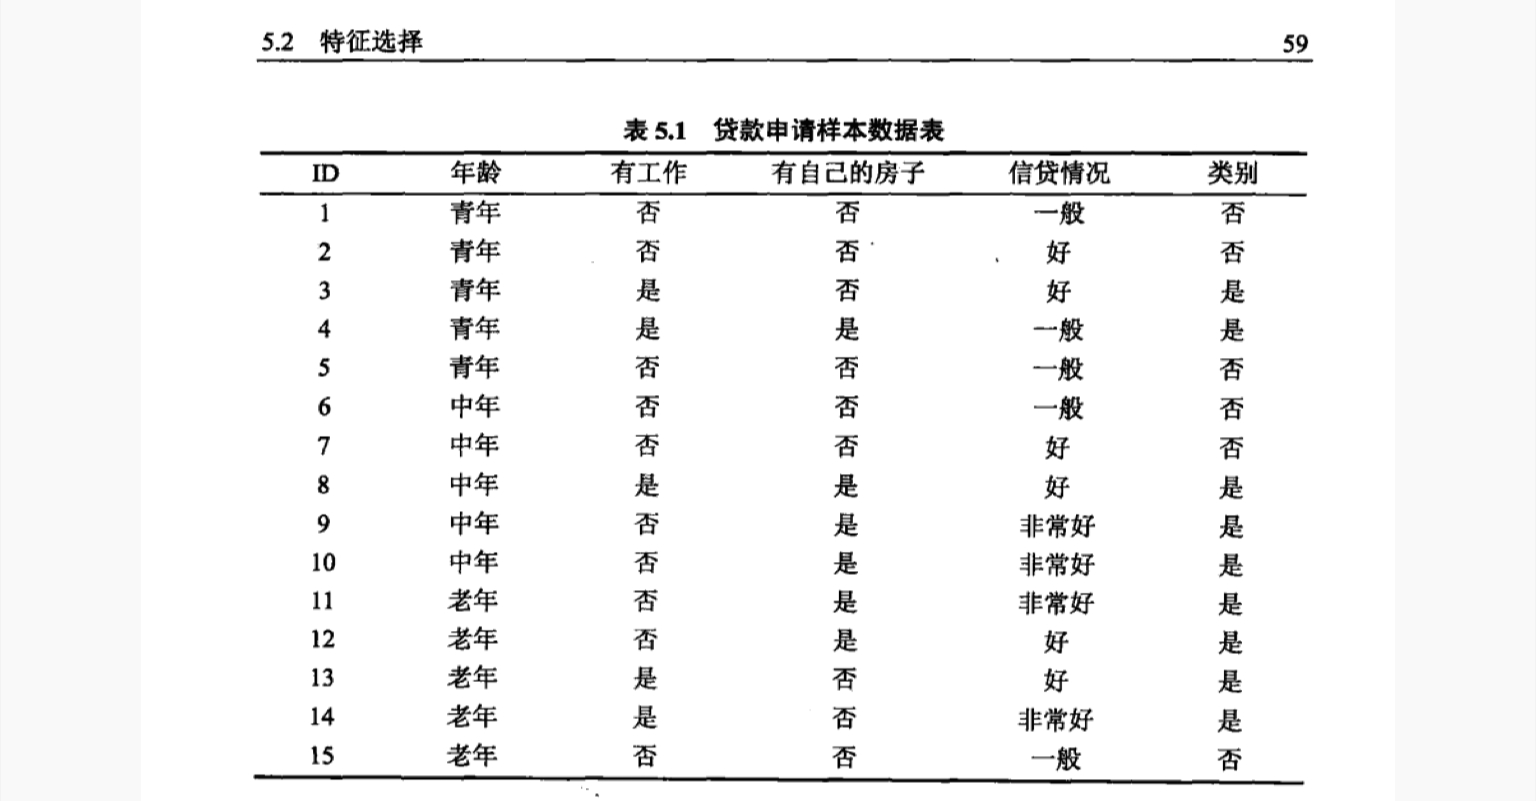 5.2 特征选择 59
表 5.1 贷款申请样本数据表
ID 年龄 有工作 有自己的房子 信贷情况 类别
1 青年 否 否 一般 否
2 青年 否 否 好 否
3 青年 是 否 好 是
4 青年 是 是 一般 是
5 青年 否 否 一般 否
6 中年 否 否 一般 否
7 中年 否 否 好 否
8 中年 是 是 好 是
9 中年 否 是 非常好 是
10 中年 否 是 非常好 是
11 老年 否 是 非常好 是
12 老年 否 是 好 是
13 老年 是 否 好 是
14 老年 是 否 非常好 是
15 老年 否 否 一般 否